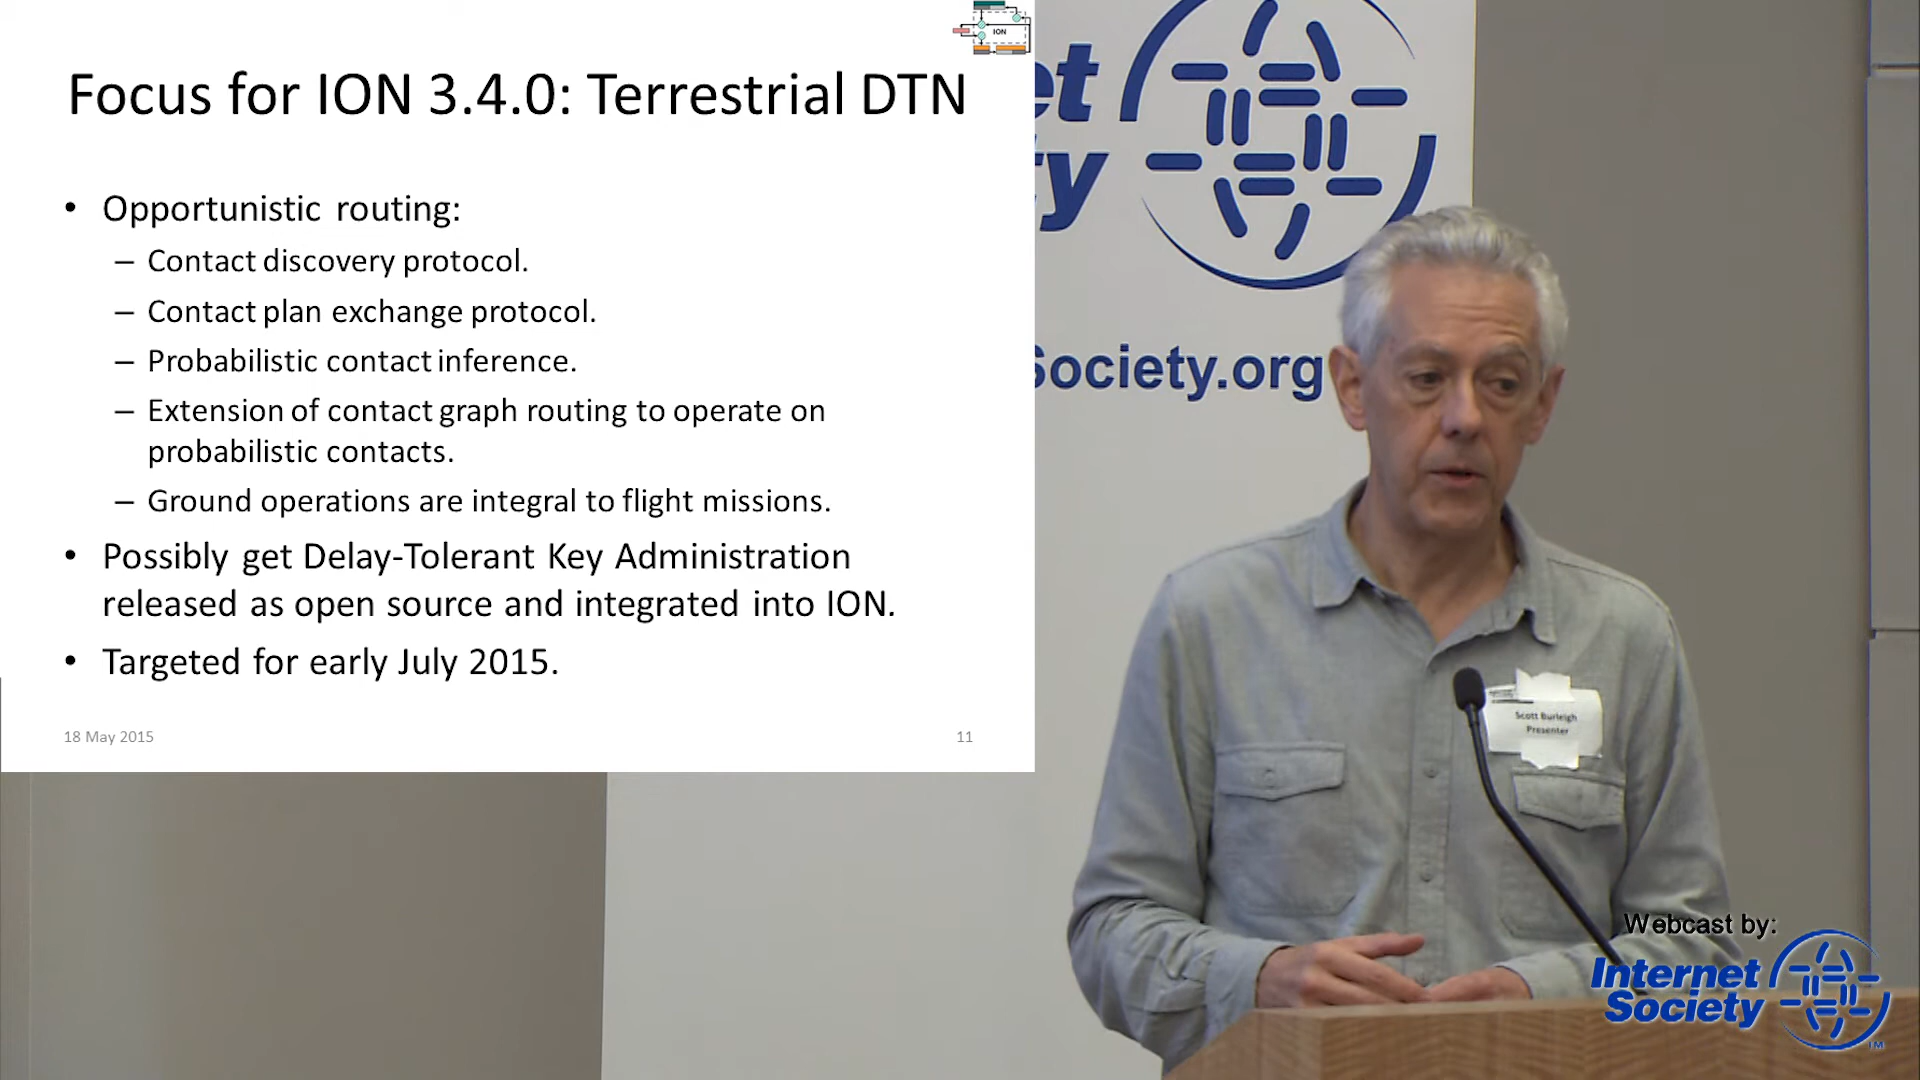 ION
Focus for ION 3.4.0: Terrestrial DTN
• Opportunistic routing:
– Contact discovery protocol.
– Contact plan exchange protocol.
– Probabilistic contact inference.
– Extension of contact graph routing to operate on
probabilistic contacts.
– Ground operations are integral to flight missions.
• Possibly get Delay-Tolerant Key Administration
released as open source and integrated into ION.
• Targeted for early July 2015.
18 May 2015
11
et
ty
Society.org
Scott Burleigh
Presenter
Webcast by:
Internet
Society
TM